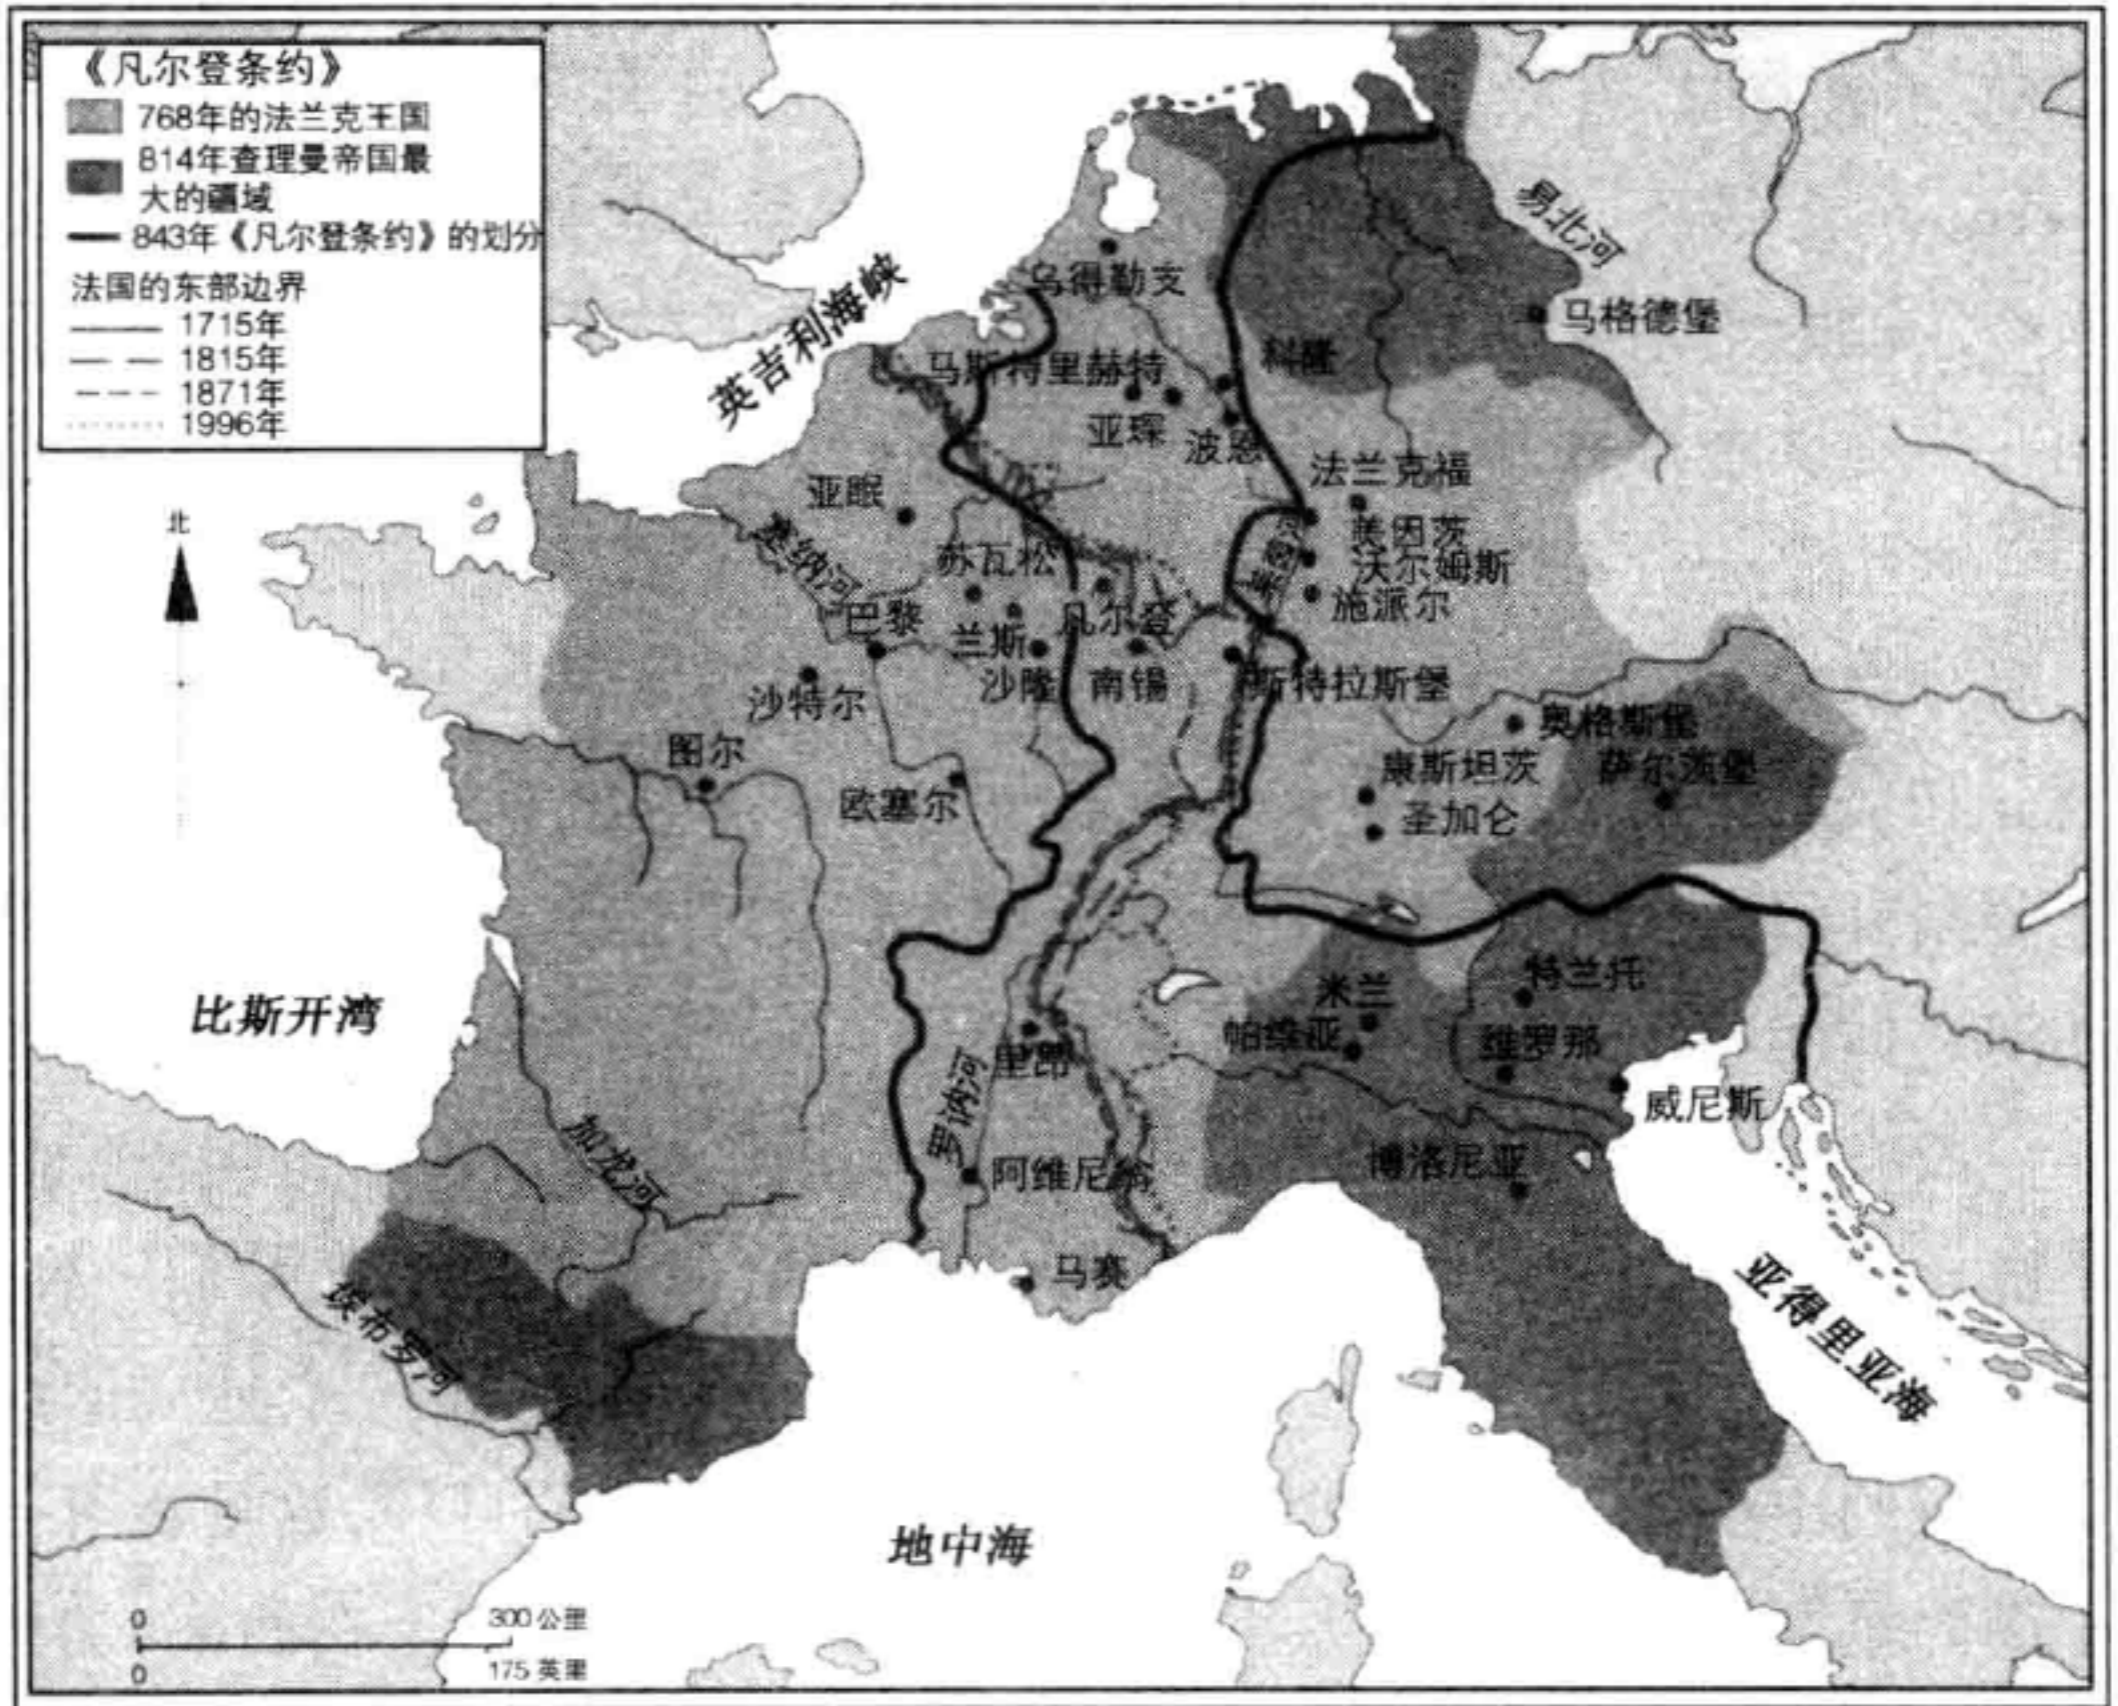 《凡尔登条约》
768年的法兰克王国
814年查理曼帝国最
大的疆域
843年《凡尔登条约》的划分
法国的东部边界
1715年
1815年
1871年
1996年
北
英吉利海峡
易北河
乌得勒支
马格德堡
马斯特里赫特
科隆
亚琛
波恩
法兰克福
亚眠
美因茨
塞纳河
苏瓦松
沃尔姆斯
施派尔
巴黎
兰斯
凡尔登
沙隆
南锡
斯特拉斯堡
沙特尔
奥格斯堡
图尔
康斯坦茨
萨尔茨堡
欧塞尔
圣加仑
比斯开湾
米兰
特兰托
帕维亚
维罗那
里昂
罗讷河
威尼斯
加龙河
阿维尼翁
博洛尼亚
马赛
埃布罗河
亚得里亚海
地中海
0
300 公里
0
175 英里